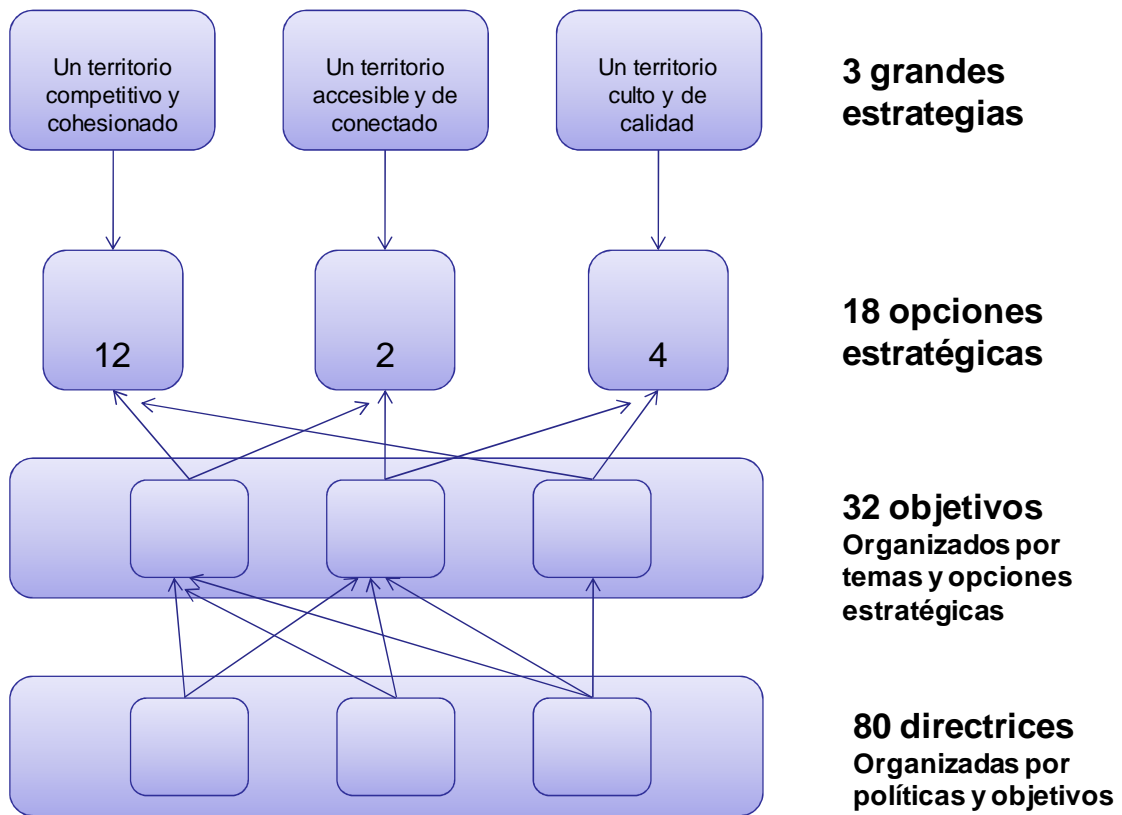 Un territorio
competitivo y
cohesionado
Un territorio
accesible y de
conectado
Un territorio
culto y de
calidad
3 grandes
estrategias
12
2
4
18 opciones
estratégicas
32 objetivos
Organizados por
temas y opciones
estratégicas
80 directrices
Organizadas por
políticas y objetivos